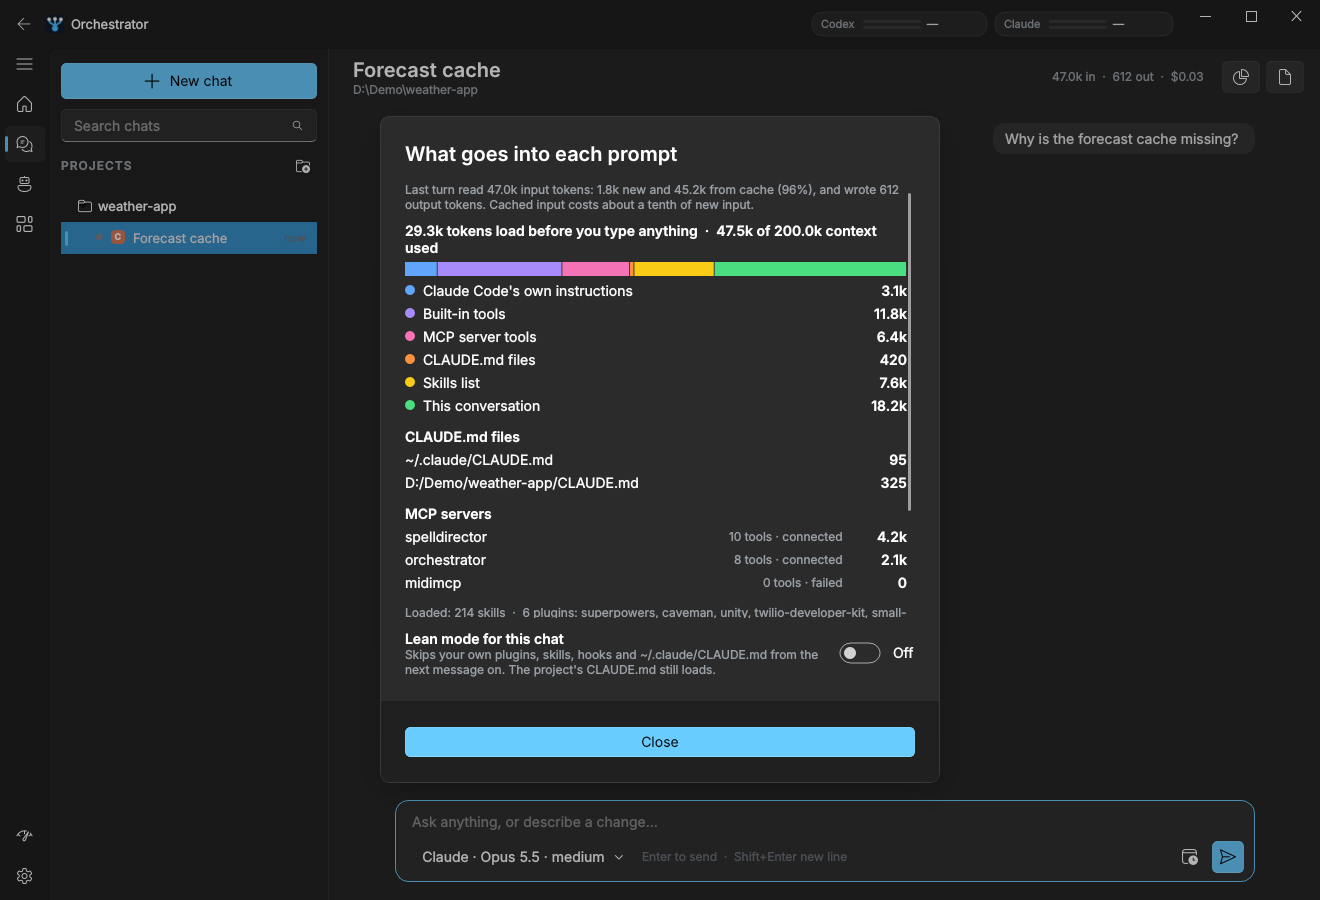 Orchestrator
Codex —
Claude —
New chat
Search chats
PROJECTS
weather-app
C Forecast cache
Forecast cache
D:\Demo\weather-app
47.0k in · 612 out · $0.03
Why is the forecast cache missing?
What goes into each prompt
Last turn read 47.0k input tokens: 1.8k new and 45.2k from cache (96%), and wrote 612
output tokens. Cached input costs about a tenth of new input.
29.3k tokens load before you type anything · 47.5k of 200.0k context
used
Claude Code's own instructions 3.1k
Built-in tools 11.8k
MCP server tools 6.4k
CLAUDE.md files 420
Skills list 7.6k
This conversation 18.2k
CLAUDE.md files
~/.claude/CLAUDE.md 95
D:/Demo/weather-app/CLAUDE.md 325
MCP servers
spelldirector 10 tools · connected 4.2k
orchestrator 8 tools · connected 2.1k
midimcp 0 tools · failed 0
Loaded: 214 skills · 6 plugins: superpowers, caveman, unity, twilio-developer-kit, small-
Lean mode for this chat
Skips your own plugins, skills, hooks and ~/.claude/CLAUDE.md from the
next message on. The project's CLAUDE.md still loads.
Off
Close
Ask anything, or describe a change...
Claude · Opus 5.5 · medium
Enter to send · Shift+Enter new line